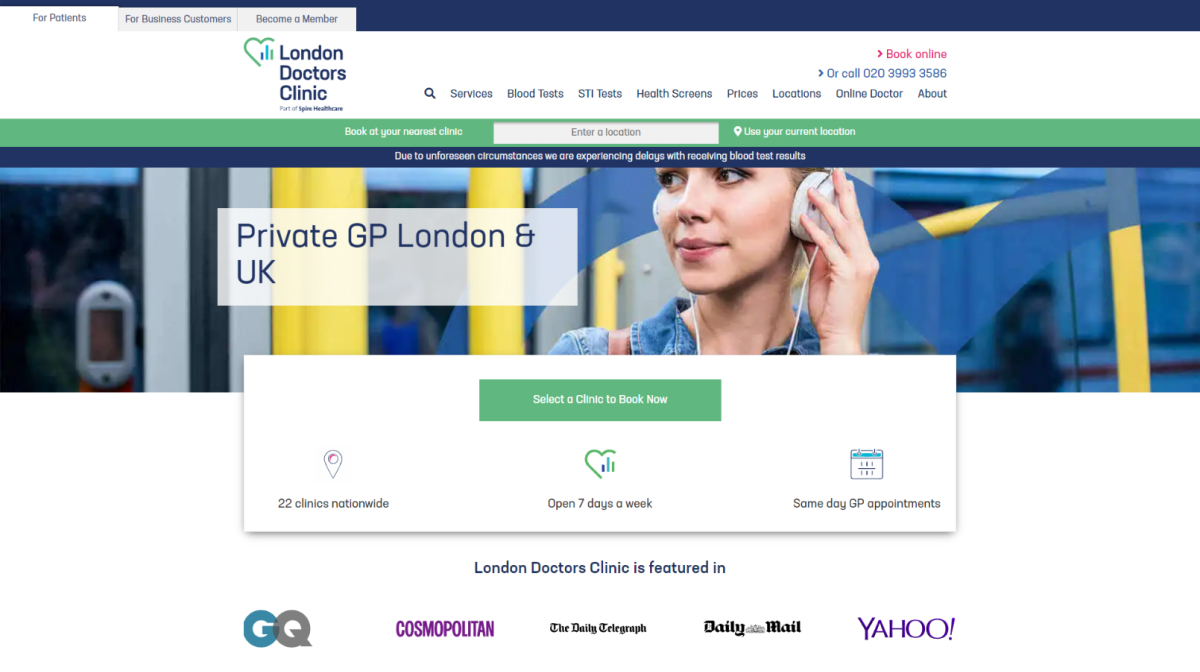 For Patients
For Business Customers
Become a Member
London
Doctors
Clinic
Part of Spire Healthcare
Book online
Or call 020 3993 3586
Services
Blood Tests
STI Tests
Health Screens
Prices
Locations
Online Doctor
About
Book at your nearest clinic
Enter a location
Use your current location
Due to unforeseen circumstances we are experiencing delays with receiving blood test results
Private GP London &
UK
Select a Clinic to Book Now
22 clinics nationwide
Open 7 days a week
Same day GP appointments
London Doctors Clinic is featured in
GQ
COSMOPOLITAN
The Daily Telegraph
Daily Mail
YAHOO!